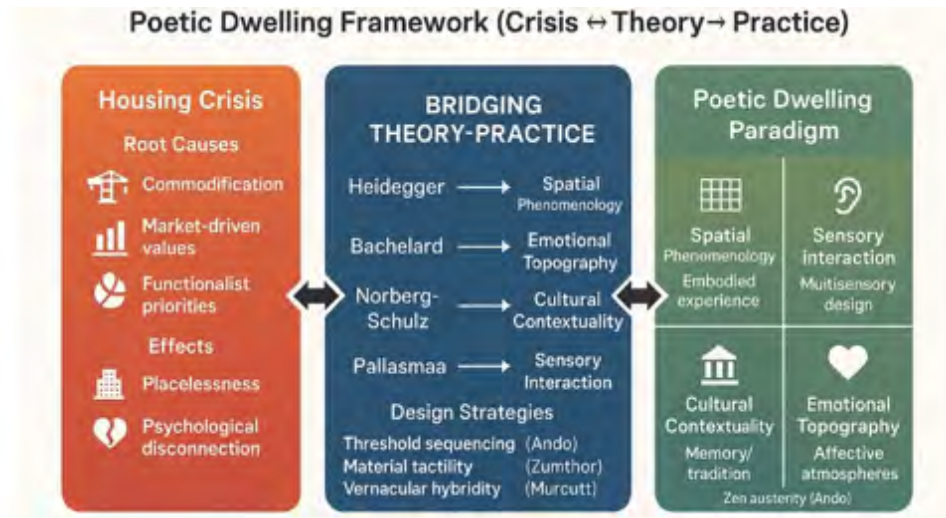 Poetic Dwelling Framework (Crisis ↔ Theory → Practice)
Housing Crisis
Root Causes
Commodification
Market-driven
values
Functionalist
priorities
Effects
Placelessness
Psychological
disconnection
BRIDGING
THEORY-PRACTICE
Heidegger → Spatial
Phenomenology
Bachelard → Emotional
Topography
Norberg-
Schulz → Cultural
Contextuality
Pallasmaa → Sensory
Interaction
Design Strategies
Threshold sequencing (Ando)
Material tactility (Zumthor)
Vernacular hybridity (Murcutt)
Poetic Dwelling
Paradigm
Spatial
Phenomenology
Embodied
experience
Sensory
interaction
Muitisensory
design
Cultural
Contextuality
Memory/
tradition
Emotional
Topography
Affective
atmospheres
Zen austerity (Ando)